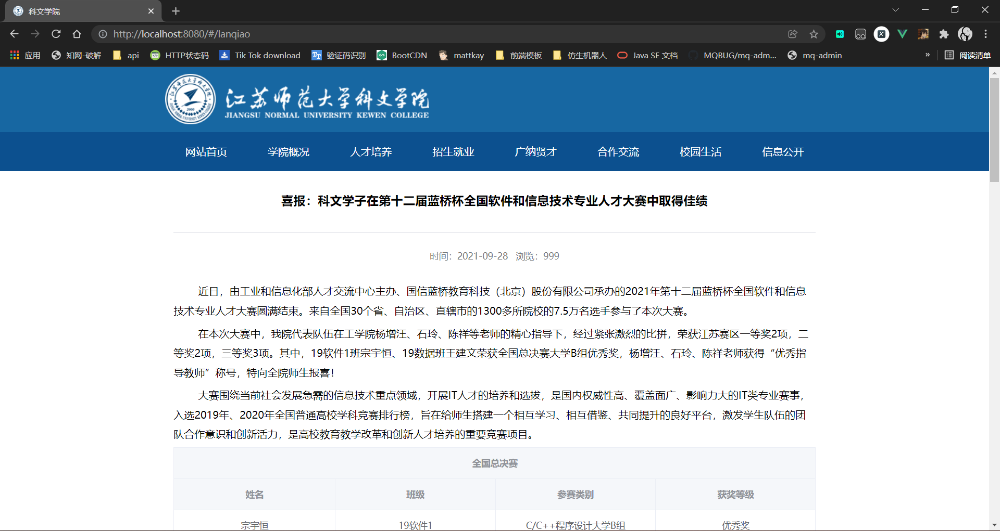 科文学院
http://localhost:8080/#/lanqiao
应用 知网-破解 api HTTP状态码 Tik Tok download 验证码识别 BootCDN mattkay 前端模板 仿生机器人 Java SE 文档 MQBUG/mq-adm... mq-admin » 阅读清单
江苏师范大学科文学院
JIANGSU NORMAL UNIVERSITY KEWEN COLLEGE
网站首页 学院概况 人才培养 招生就业 广纳贤才 合作交流 校园生活 信息公开
喜报：科文学子在第十二届蓝桥杯全国软件和信息技术专业人才大赛中取得佳绩
时间：2021-09-28 浏览：999
近日，由工业和信息化部人才交流中心主办、国信蓝桥教育科技（北京）股份有限公司承办的2021年第十二届蓝桥杯全国软件和信息
技术专业人才大赛圆满结束。来自全国30个省、自治区、直辖市的1300多所院校的7.5万名选手参与了本次大赛。
在本次大赛中，我院代表队伍在工学院杨增汪、石玲、陈祥等老师的精心指导下，经过紧张激烈的比拼，荣获江苏赛区一等奖2项，二
等奖2项，三等奖3项。其中，19软件1班宗宇恒、19数据班王建文荣获全国总决赛大学B组优秀奖，杨增汪、石玲、陈祥老师获得“优秀指
导教师”称号，特向全院师生报喜！
大赛围绕当前社会发展急需的信息技术重点领域，开展IT人才的培养和选拔，是国内权威性高、覆盖面广、影响力大的IT类专业赛事，
入选2019年、2020年全国普通高校学科竞赛排行榜，旨在给师生搭建一个相互学习、相互借鉴、共同提升的良好平台，激发学生队伍的团
队合作意识和创新活力，是高校教育教学改革和创新人才培养的重要竞赛项目。
全国总决赛
姓名 班级 参赛类别 获奖等级
宗宇恒 19软件1 C/C++程序设计大学B组 优秀奖